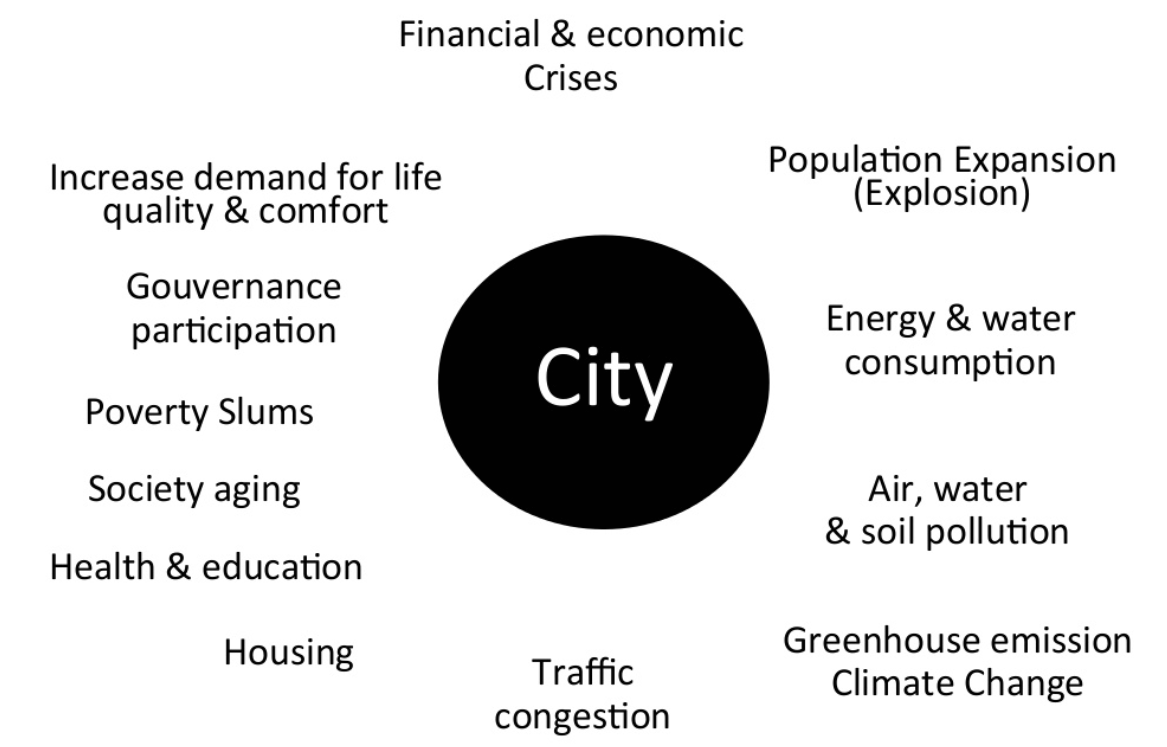 Financial & economic
Crises
Increase demand for life
quality & comfort
Population Expansion
(Explosion)
Gouvernance
participation
Energy & water
consumption
City
Poverty Slums
Society aging
Air, water
& soil pollution
Health & education
Housing
Traffic
congestion
Greenhouse emission
Climate Change